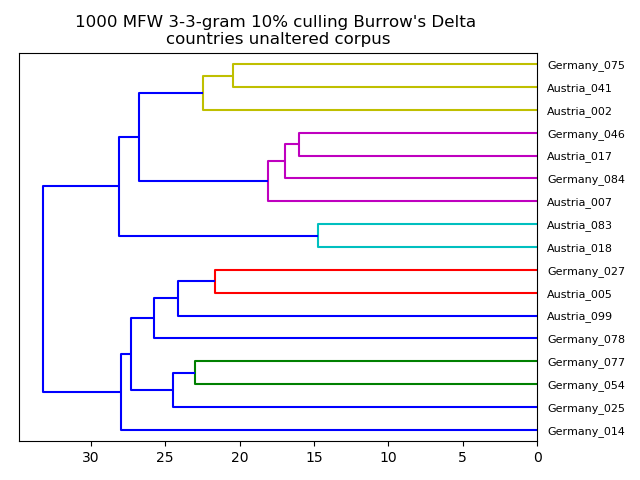 1000 MFW 3-3-gram 10% culling Burrow's Delta
countries unaltered corpus
Germany_075
Austria_041
Austria_002
Germany_046
Austria_017
Germany_084
Austria_007
Austria_083
Austria_018
Germany_027
Austria_005
Austria_099
Germany_078
Germany_077
Germany_054
Germany_025
Germany_014
30 25 20 15 10 5 0